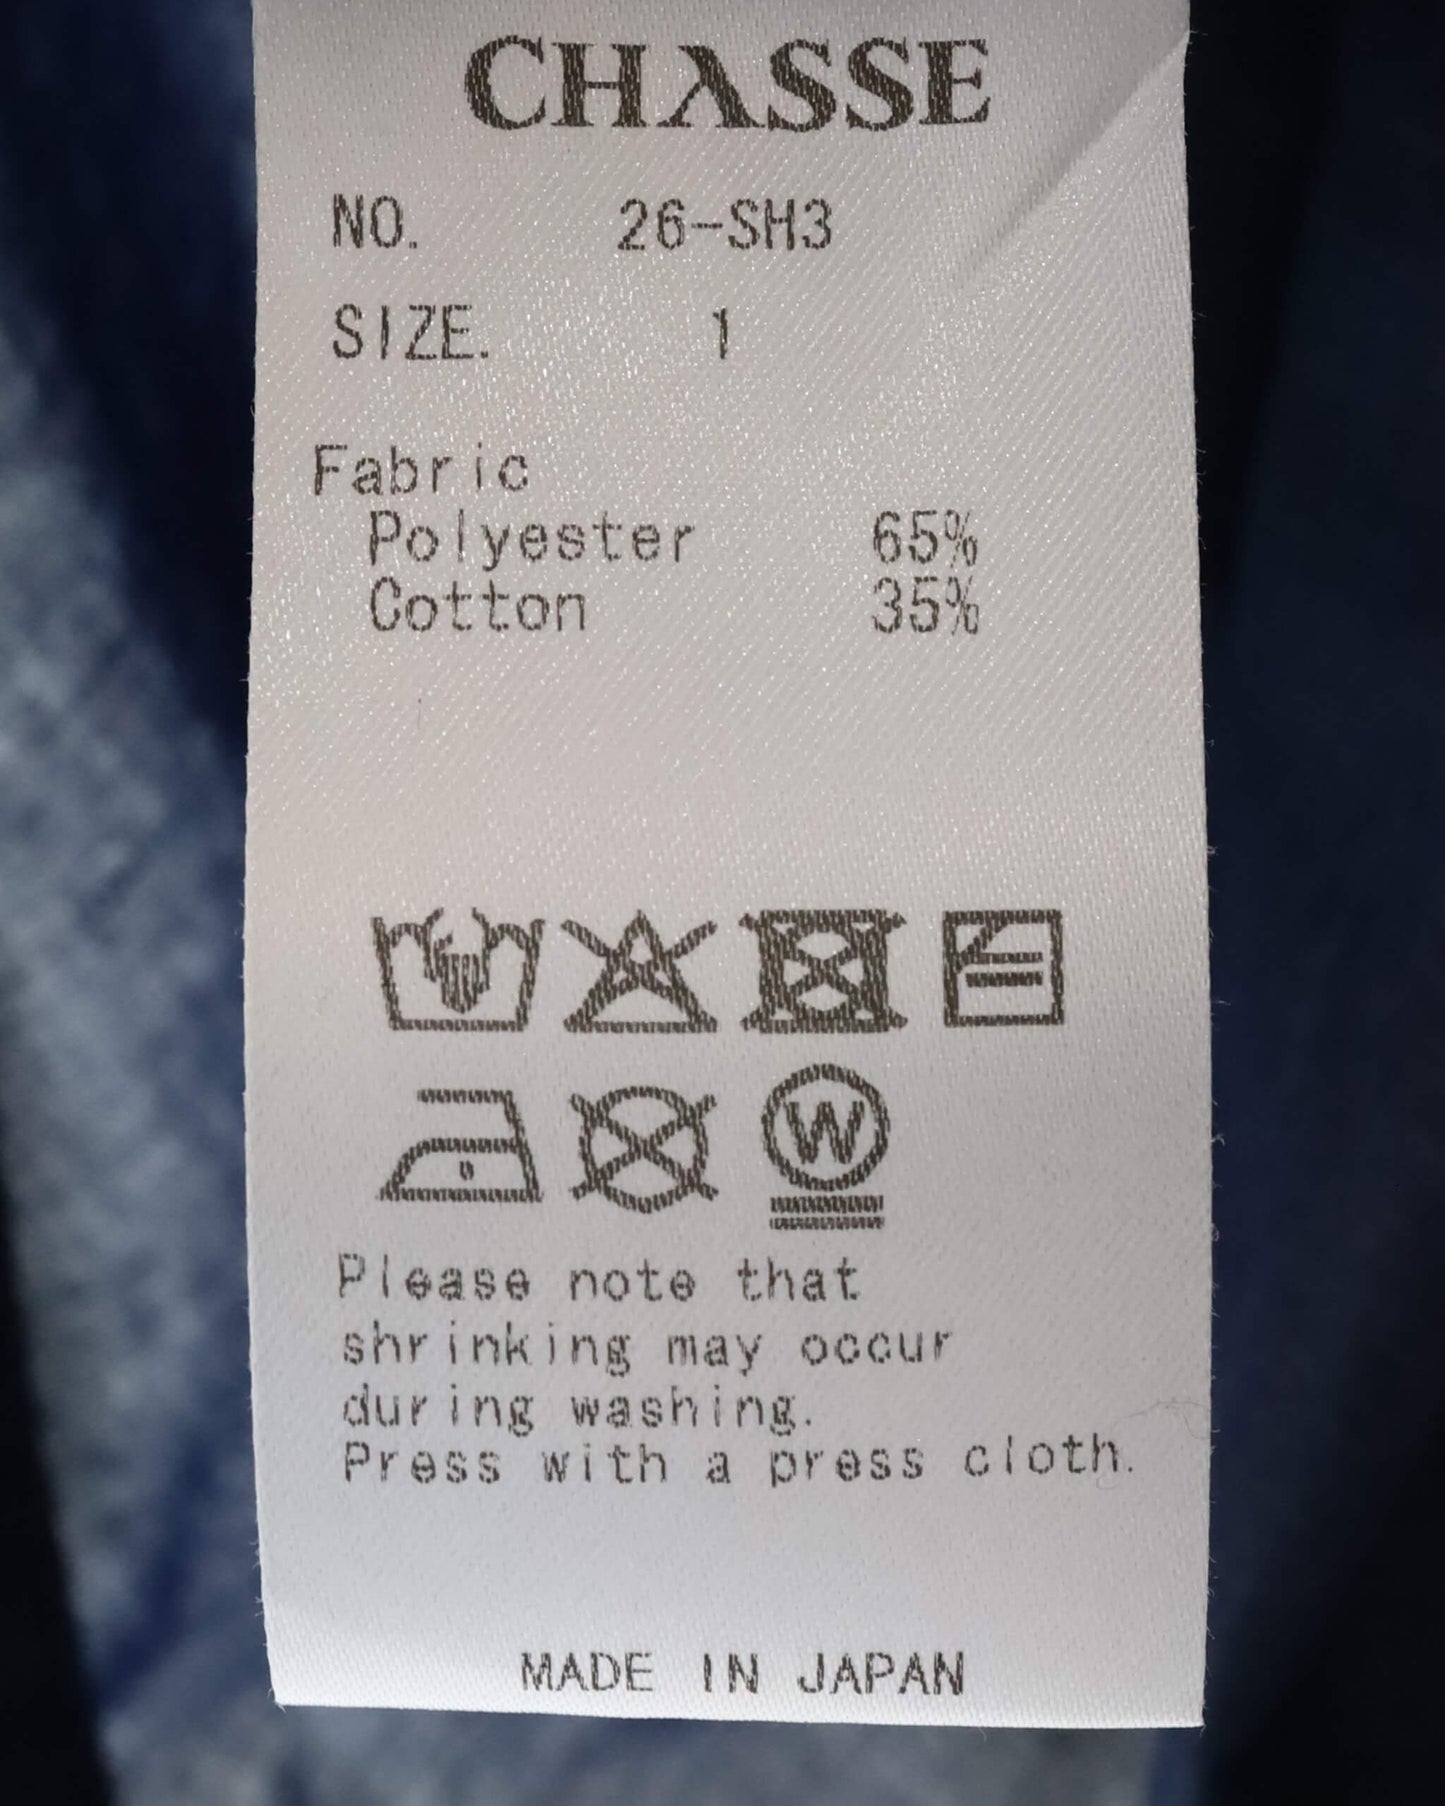 CHASSE
NO. 26-SH3
SIZE. 1
Fabric
Polyester 65%
Cotton 35%
W
Please note that
shrinking may occur
during washing.
Press with a press cloth.
MADE IN JAPAN